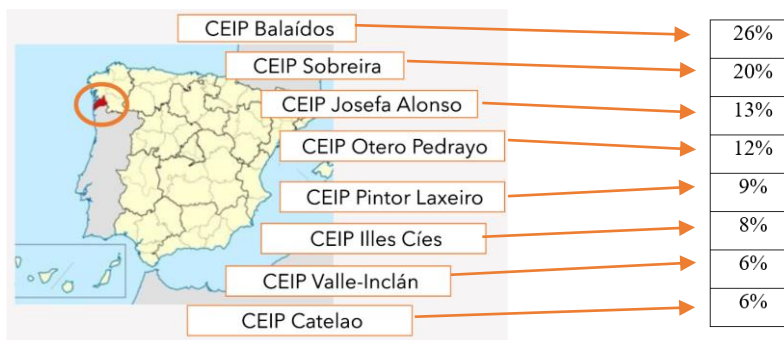 CEIP Balaídos 26%
CEIP Sobreira 20%
CEIP Josefa Alonso 13%
CEIP Otero Pedrayo 12%
CEIP Pintor Laxeiro 9%
CEIP Illes Cíes 8%
CEIP Valle-Inclán 6%
CEIP Catelao 6%